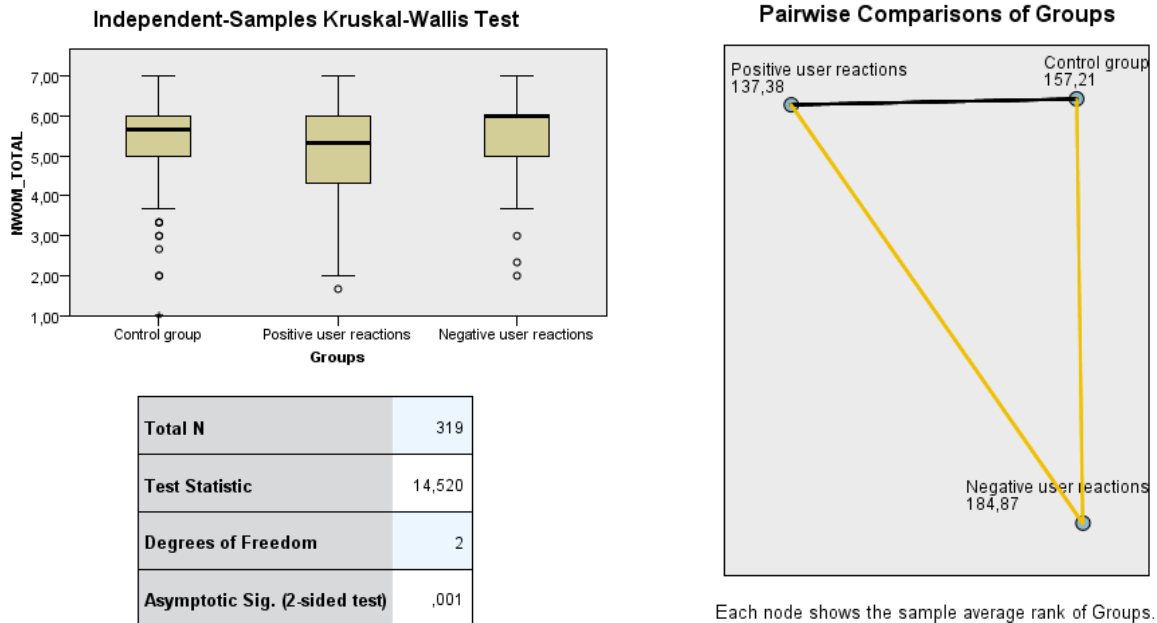 Independent-Samples Kruskal-Wallis Test
NWOM_TOTAL
7,00
6,00
5,00
4,00
3,00
2,00
1,00
Control group
Positive user reactions
Negative user reactions
Groups
Total N 319
Test Statistic 14,520
Degrees of Freedom 2
Asymptotic Sig. (2-sided test) ,001
Pairwise Comparisons of Groups
Positive user reactions
137,38
Control group
157,21
Negative user reactions
184,87
Each node shows the sample average rank of Groups.